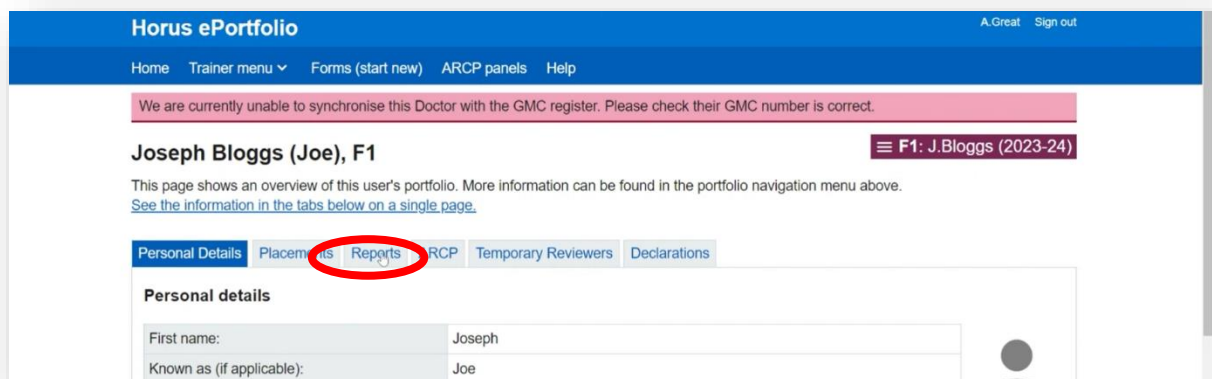 Horus ePortfolio
A.Great Sign out
Home Trainer menu Forms (start new) ARCP panels Help
We are currently unable to synchronise this Doctor with the GMC register. Please check their GMC number is correct.
Joseph Bloggs (Joe), F1
F1: J.Bloggs (2023-24)
This page shows an overview of this user's portfolio. More information can be found in the portfolio navigation menu above.
See the information in the tabs below on a single page.
Personal Details Placements Reports ARCP Temporary Reviewers Declarations
Personal details
First name: Joseph
Known as (if applicable): Joe